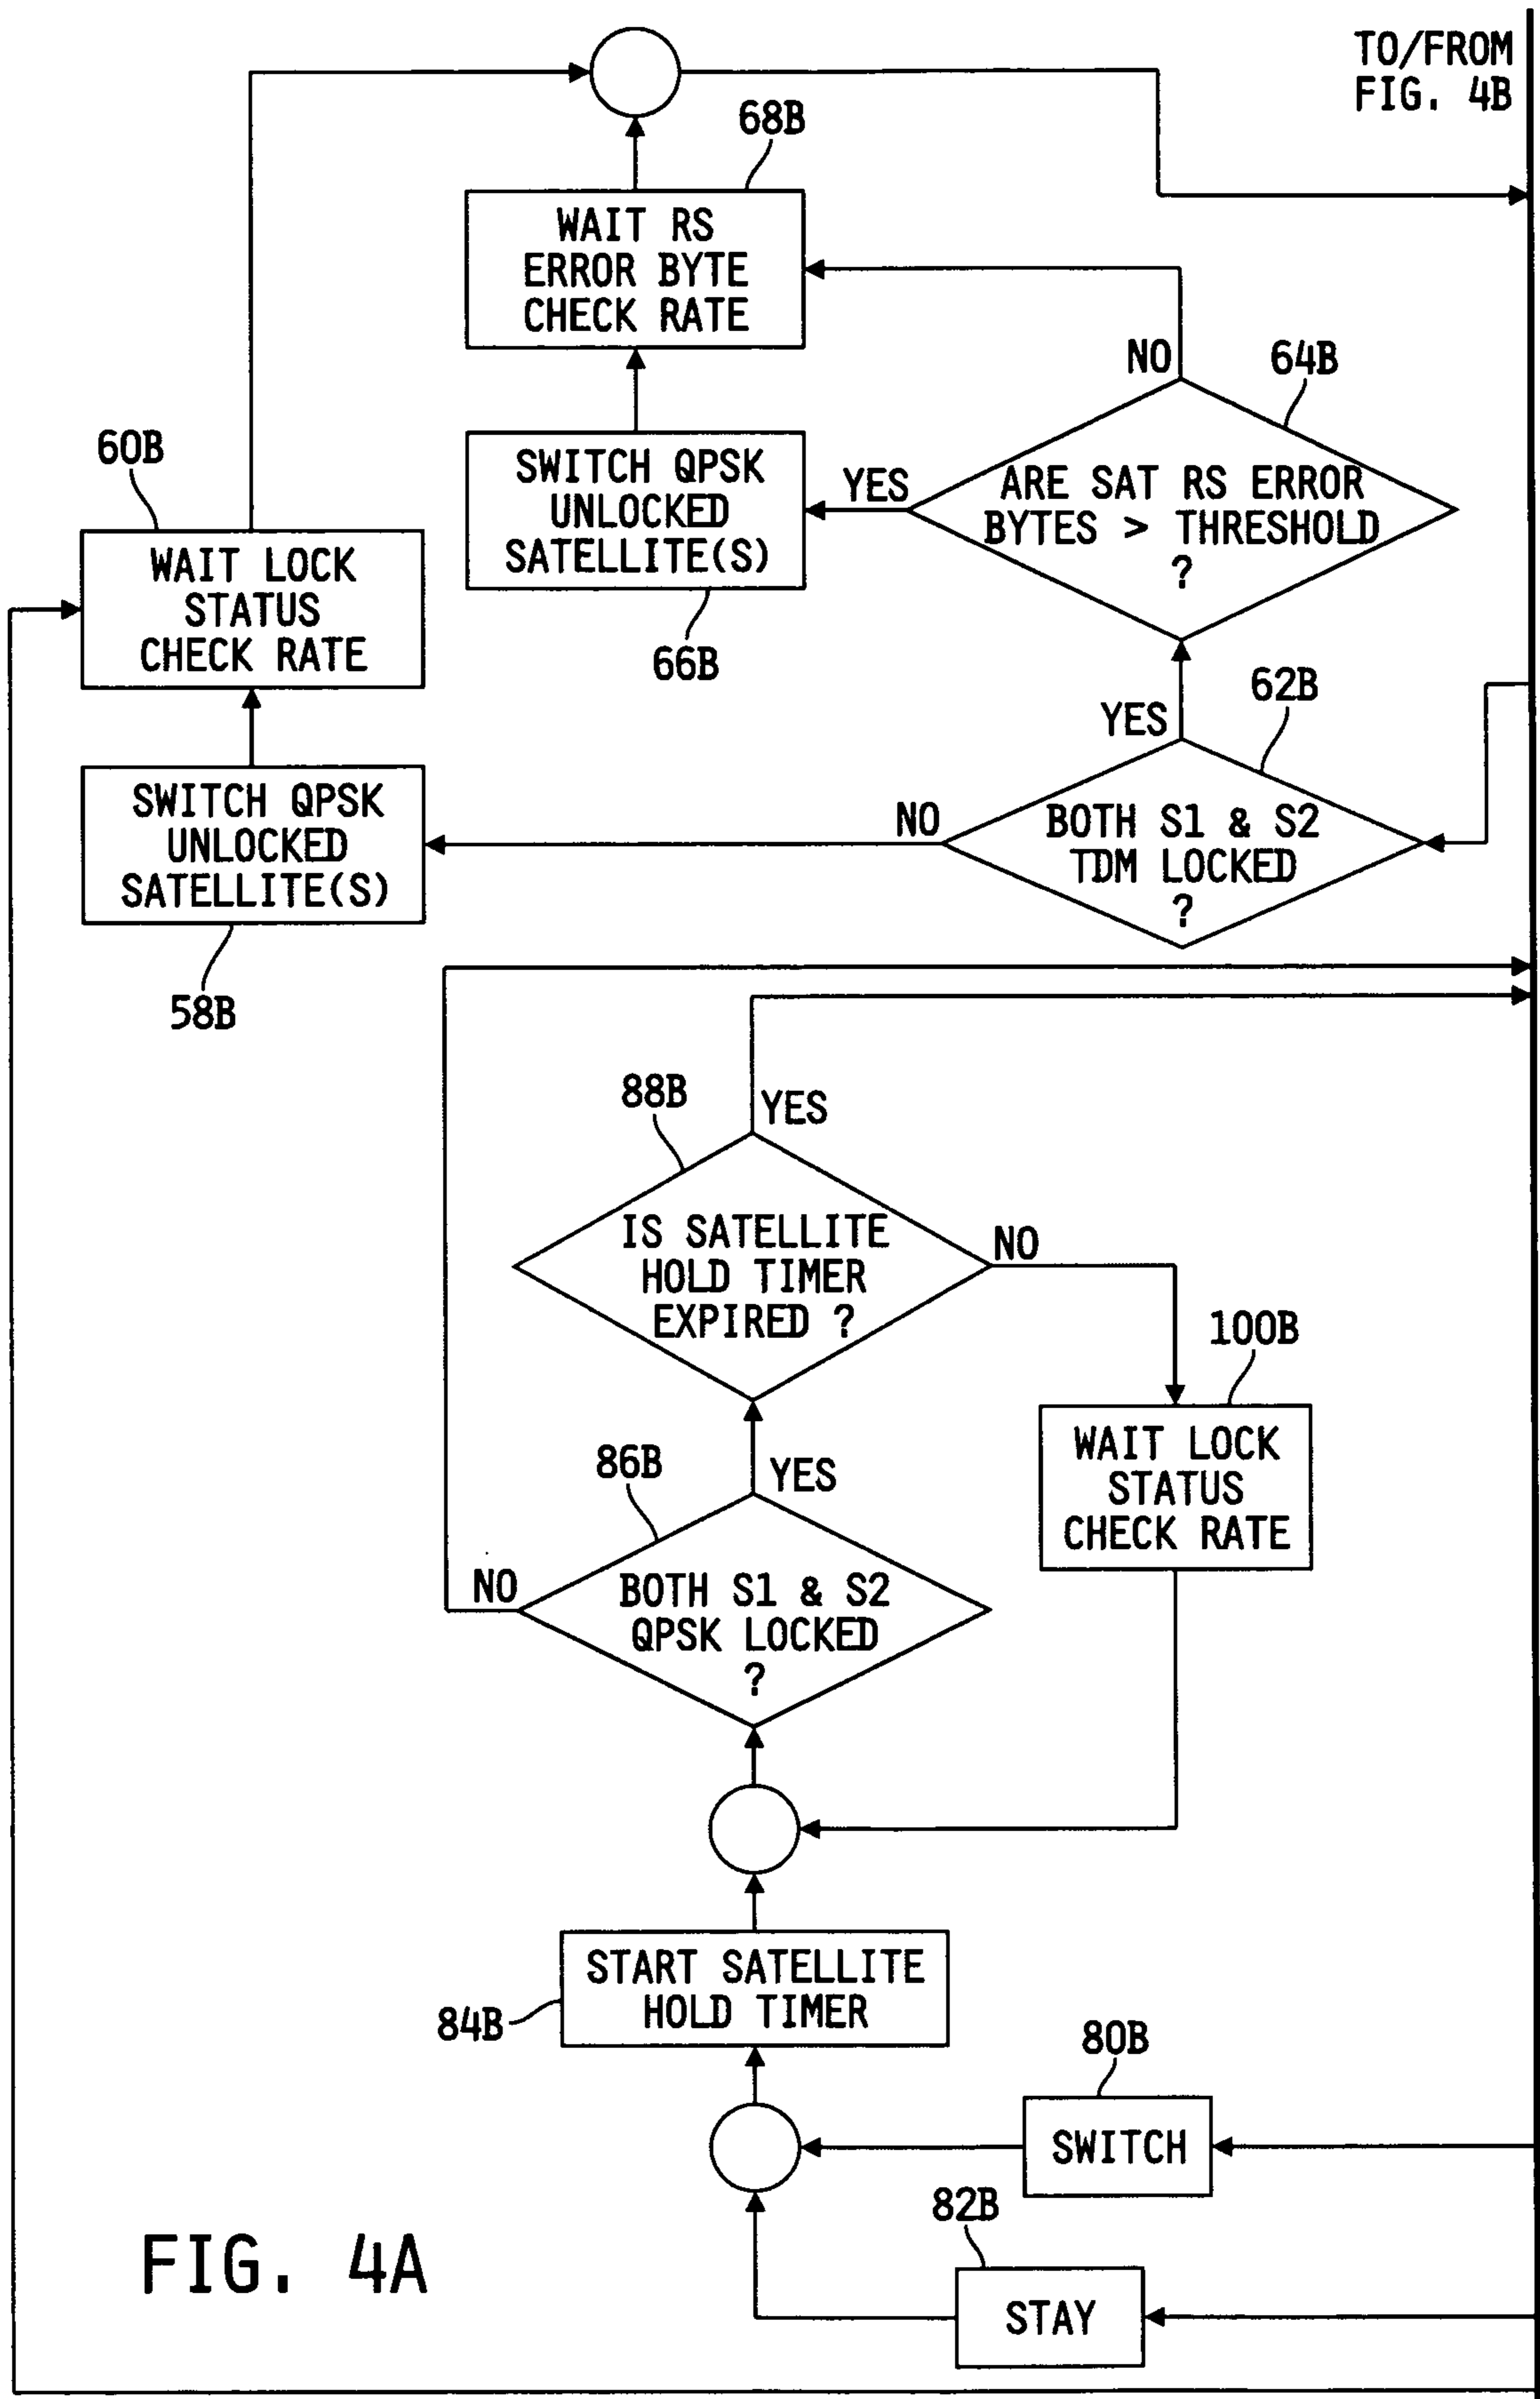 TO/FROM
FIG. 4B
68B
WAIT RS
ERROR BYTE
CHECK RATE
NO
64B
60B
SWITCH QPSK
UNLOCKED
SATELLITE(S)
YES
ARE SAT RS ERROR
BYTES > THRESHOLD
?
WAIT LOCK
STATUS
CHECK RATE
66B
62B
YES
SWITCH QPSK
UNLOCKED
SATELLITE(S)
NO
BOTH S1 & S2
TDM LOCKED
?
58B
88B
YES
IS SATELLITE
HOLD TIMER
EXPIRED ?
NO
100B
WAIT LOCK
STATUS
CHECK RATE
86B
YES
NO
BOTH S1 & S2
QPSK LOCKED
?
START SATELLITE
HOLD TIMER
84B
80B
SWITCH
82B
STAY
FIG. 4A